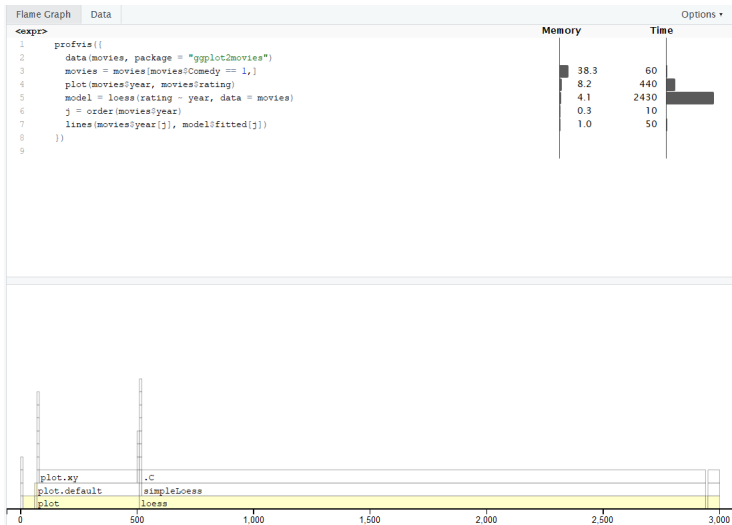 Flame Graph Data Options ▾
<expr> Memory Time
1 profvis({
2 data(movies, package = "ggplot2movies")
3 movies = movies[movies$Comedy == 1,] 38.3 60
4 plot(movies$year, movies$rating) 8.2 440
5 model = loess(rating ~ year, data = movies) 4.1 2430
6 j = order(movies$year) 0.3 10
7 lines(movies$year[j], model$fitted[j]) 1.0 50
8 })
9
plot.xy .C
plot.default simpleLoess
plot loess
0 500 1,000 1,500 2,000 2,500 3,000